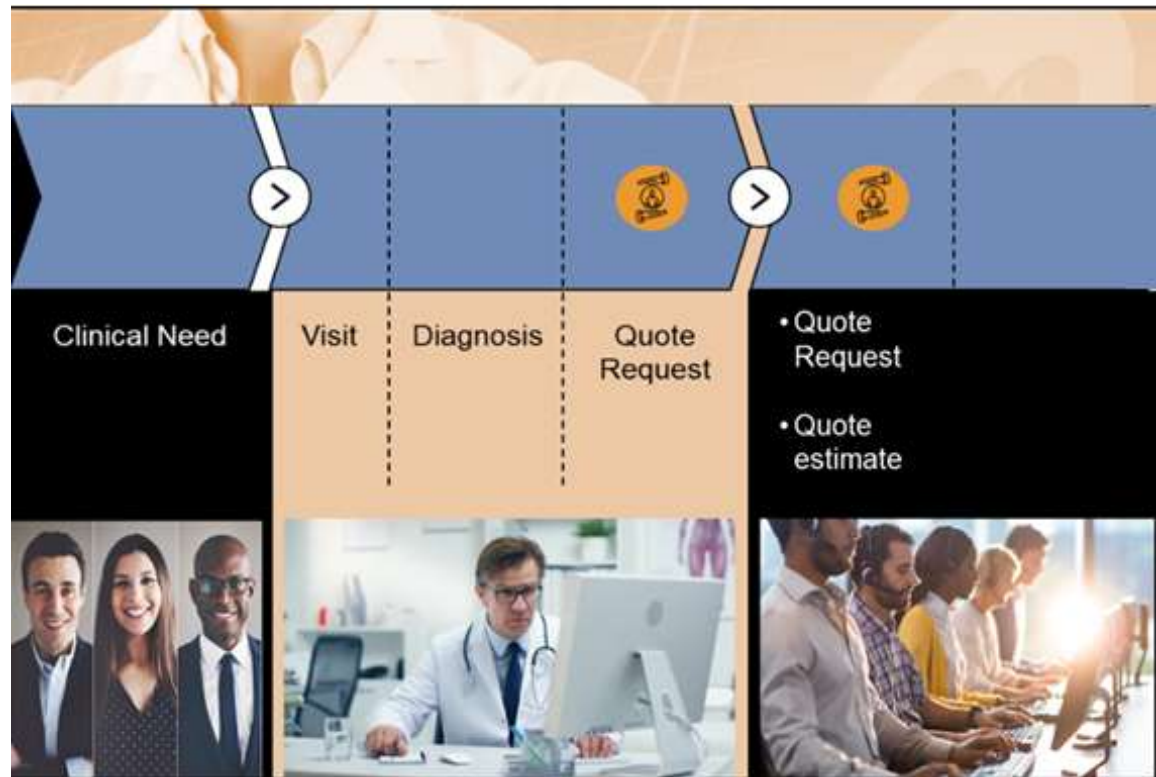 Clinical Need
Visit
Diagnosis
Quote
Request
• Quote
Request
• Quote
estimate